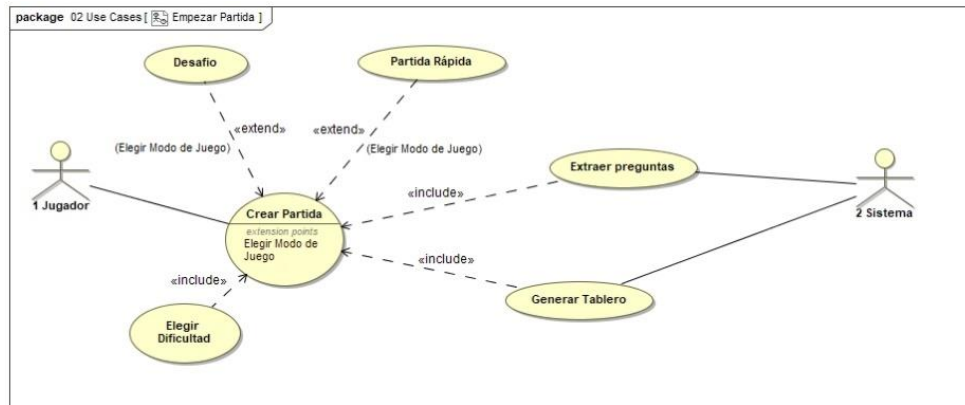 package 02 Use Cases [ Empezar Partida ]
Desafio
Partida Rápida
«extend»
«extend»
(Elegir Modo de Juego)
(Elegir Modo de Juego)
Extraer preguntas
1 Jugador
«include»
2 Sistema
Crear Partida
extension points
Elegir Modo de
Juego
«include»
«include»
Generar Tablero
Elegir
Dificultad